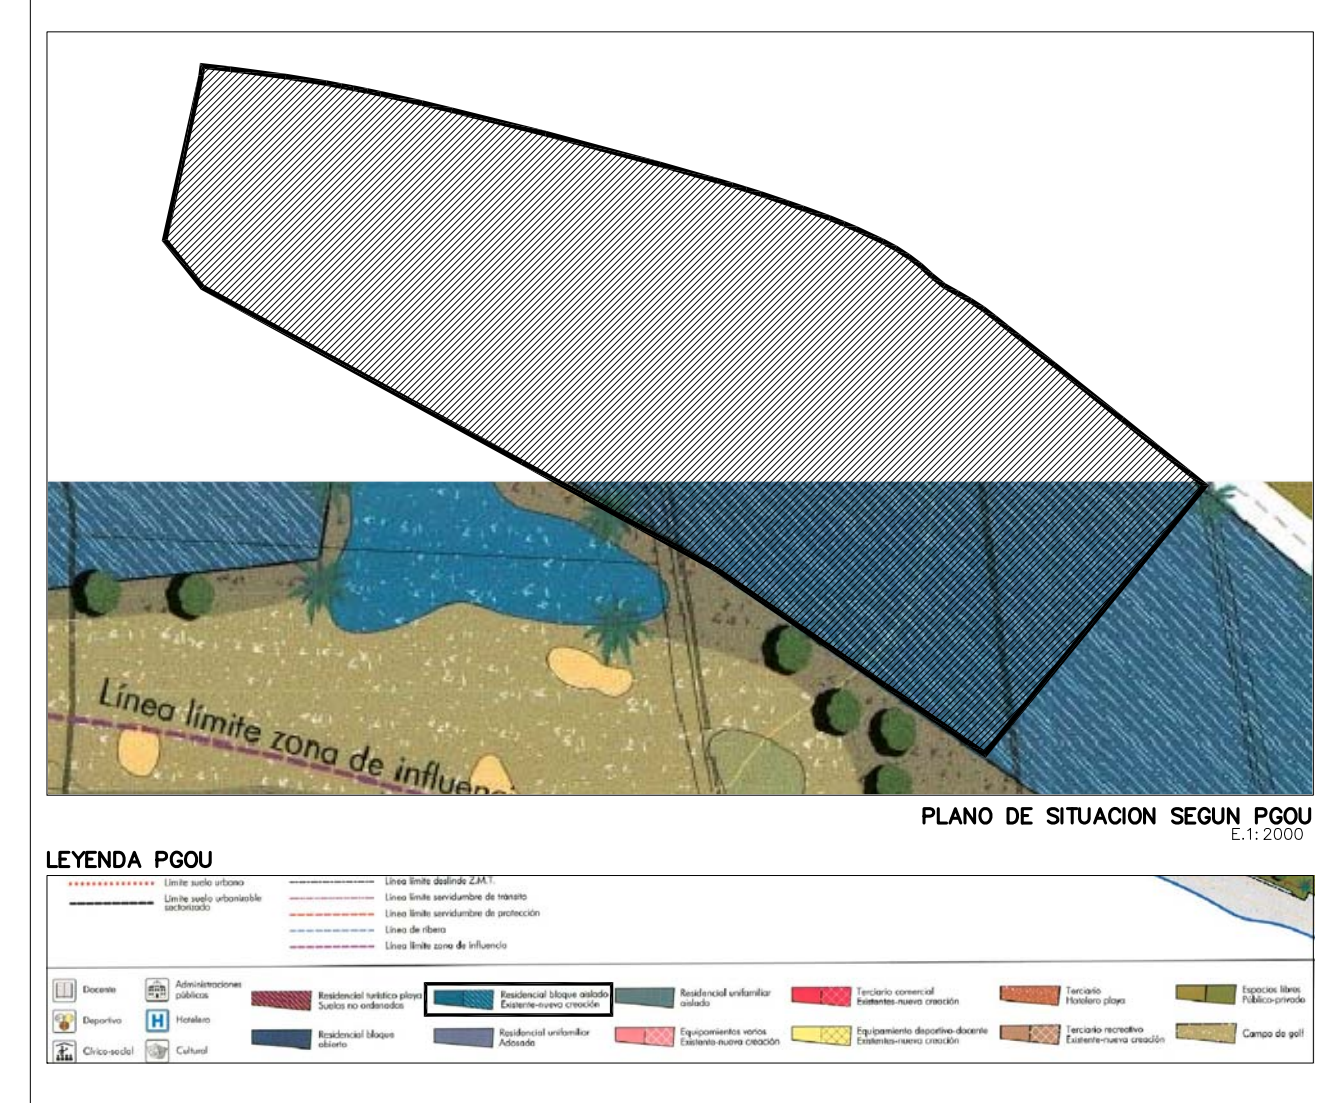 Línea límite zona de influenc
PLANO DE SITUACION SEGUN PGOU
E.1:2000
LEYENDA PGOU
Límite suelo urbano
Límite suelo urbanizable
sectorizado
Línea límite deslinde Z.M.T.
Línea límite servidumbre de tránsito
Línea límite servidumbre de protección
Línea de ribera
Línea límite zona de influencia
Docente
Deportivo
Cívico-social
Administraciones
públicas
H
Hotelero
Cultural
Residencial turístico playa
Suelos no ordenados
Residencial bloque
abierto
Residencial bloque aislado
Existente-nueva creación
Residencial unifamiliar
Adosada
Residencial unifamiliar
aislada
Equipamientos varios
Existente-nueva creación
Terciario comercial
Existentes-nueva creación
Equipamiento deportivo-docente
Existentes-nueva creación
Terciario
Hotelero playa
Terciario recreativo
Existente-nueva creación
Espacios libres
Público-privado
Campo de golf